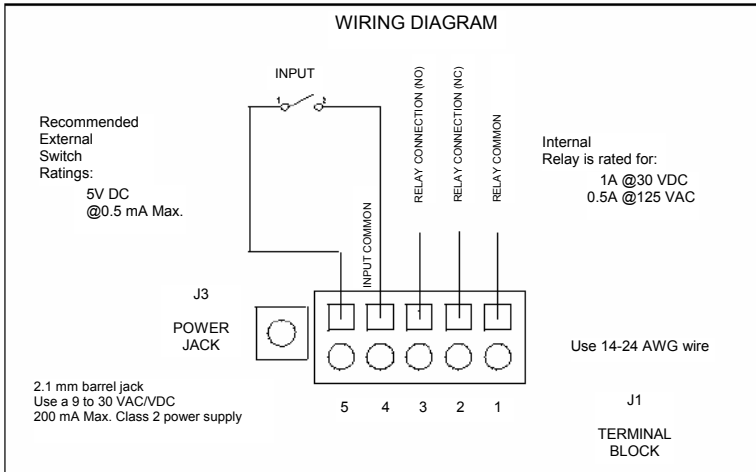 WIRING DIAGRAM
INPUT
1 2
Recommended
External
Switch
Ratings:
5V DC
@0.5 mA Max.
INPUT COMMON
RELAY CONNECTION (NO)
RELAY CONNECTION (NC)
RELAY COMMON
Internal
Relay is rated for:
1A @30 VDC
0.5A @125 VAC
J3
POWER
JACK
Use 14-24 AWG wire
2.1 mm barrel jack
Use a 9 to 30 VAC/VDC
200 mA Max. Class 2 power supply
5 4 3 2 1
J1
TERMINAL
BLOCK